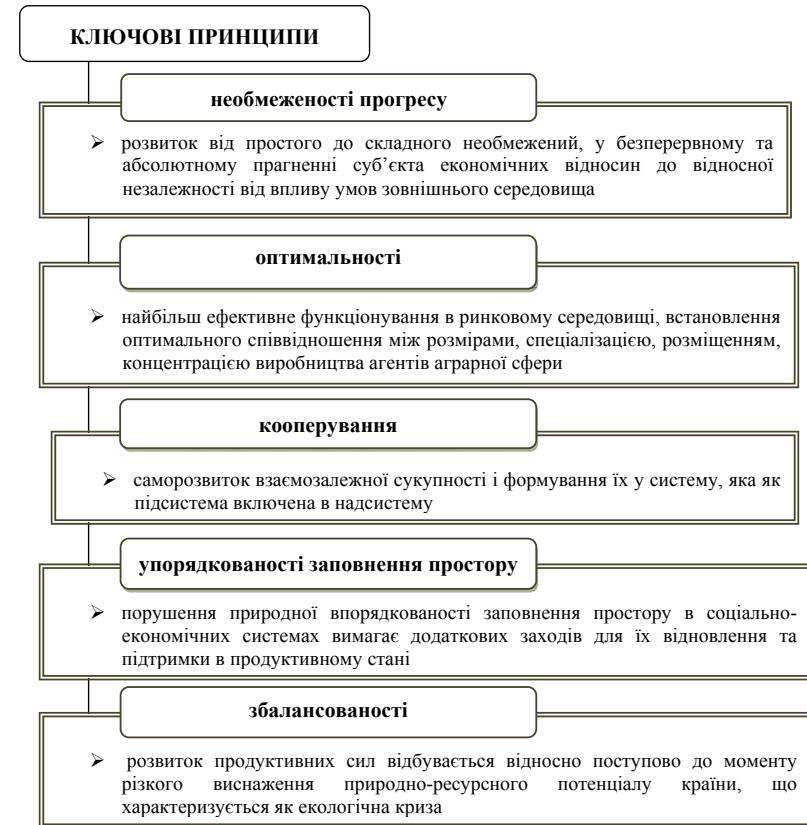 КЛЮЧОВІ ПРИНЦИПИ
необмеженості прогресу
➢ розвиток від простого до складного необмежений, у безперервному та
абсолютному прагненні суб’єкта економічних відносин до відносної
незалежності від впливу умов зовнішнього середовища
оптимальності
➢ найбільш ефективне функціонування в ринковому середовищі, встановлення
оптимального співвідношення між розмірами, спеціалізацією, розміщенням,
концентрацією виробництва агентів аграрної сфери
кооперування
➢ саморозвиток взаємозалежної сукупності і формування їх у систему, яка як
підсистема включена в надсистему
упорядкованості заповнення простору
➢ порушення природної впорядкованості заповнення простору в соціально-
економічних системах вимагає додаткових заходів для їх відновлення та
підтримки в продуктивному стані
збалансованості
➢ розвиток продуктивних сил відбувається відносно поступово до моменту
різкого виснаження природно-ресурсного потенціалу країни, що
характеризується як екологічна криза